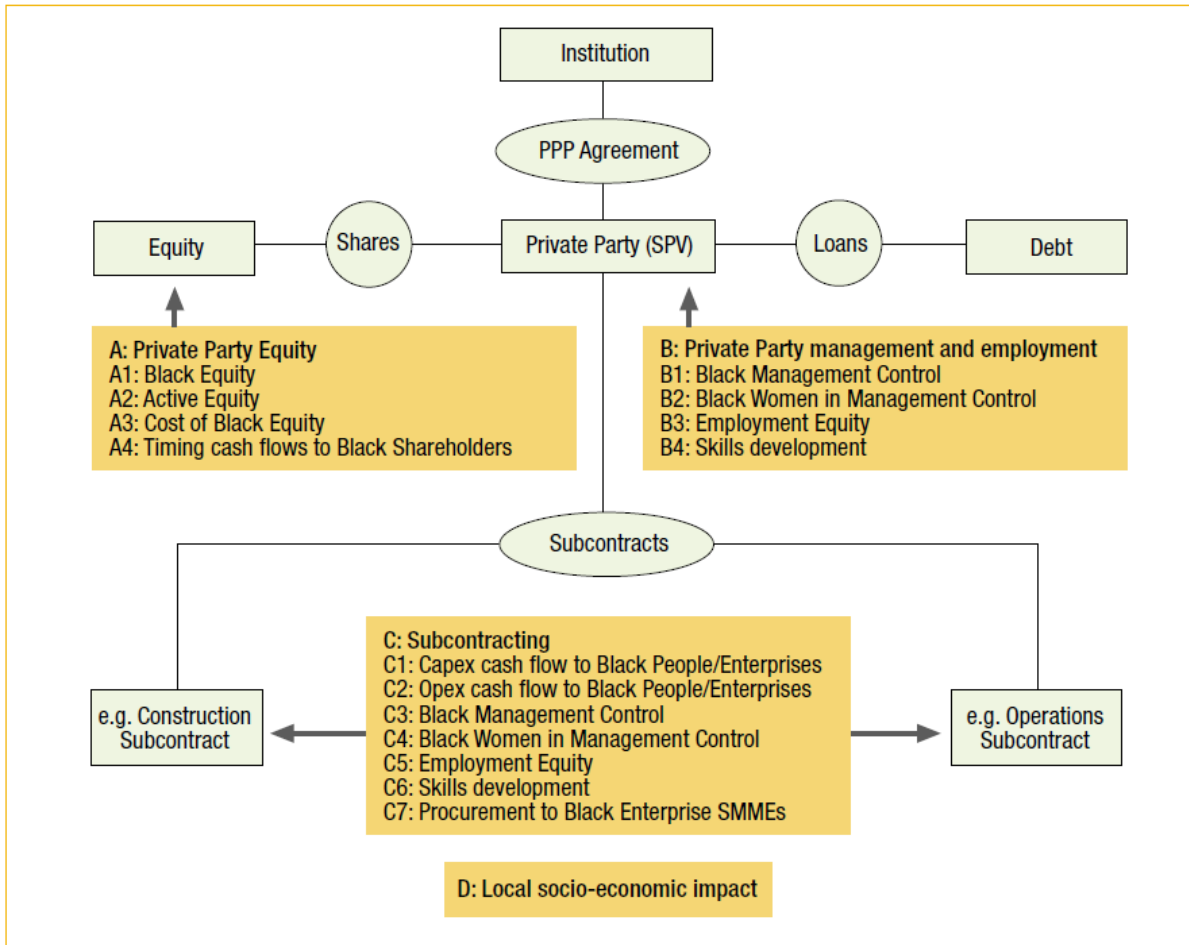 Institution
PPP Agreement
Equity
Shares
Private Party (SPV)
Loans
Debt
A: Private Party Equity
A1: Black Equity
A2: Active Equity
A3: Cost of Black Equity
A4: Timing cash flows to Black Shareholders
B: Private Party management and employment
B1: Black Management Control
B2: Black Women in Management Control
B3: Employment Equity
B4: Skills development
Subcontracts
e.g. Construction
Subcontract
C: Subcontracting
C1: Capex cash flow to Black People/Enterprises
C2: Opex cash flow to Black People/Enterprises
C3: Black Management Control
C4: Black Women in Management Control
C5: Employment Equity
C6: Skills development
C7: Procurement to Black Enterprise SMMEs
e.g. Operations
Subcontract
D: Local socio-economic impact